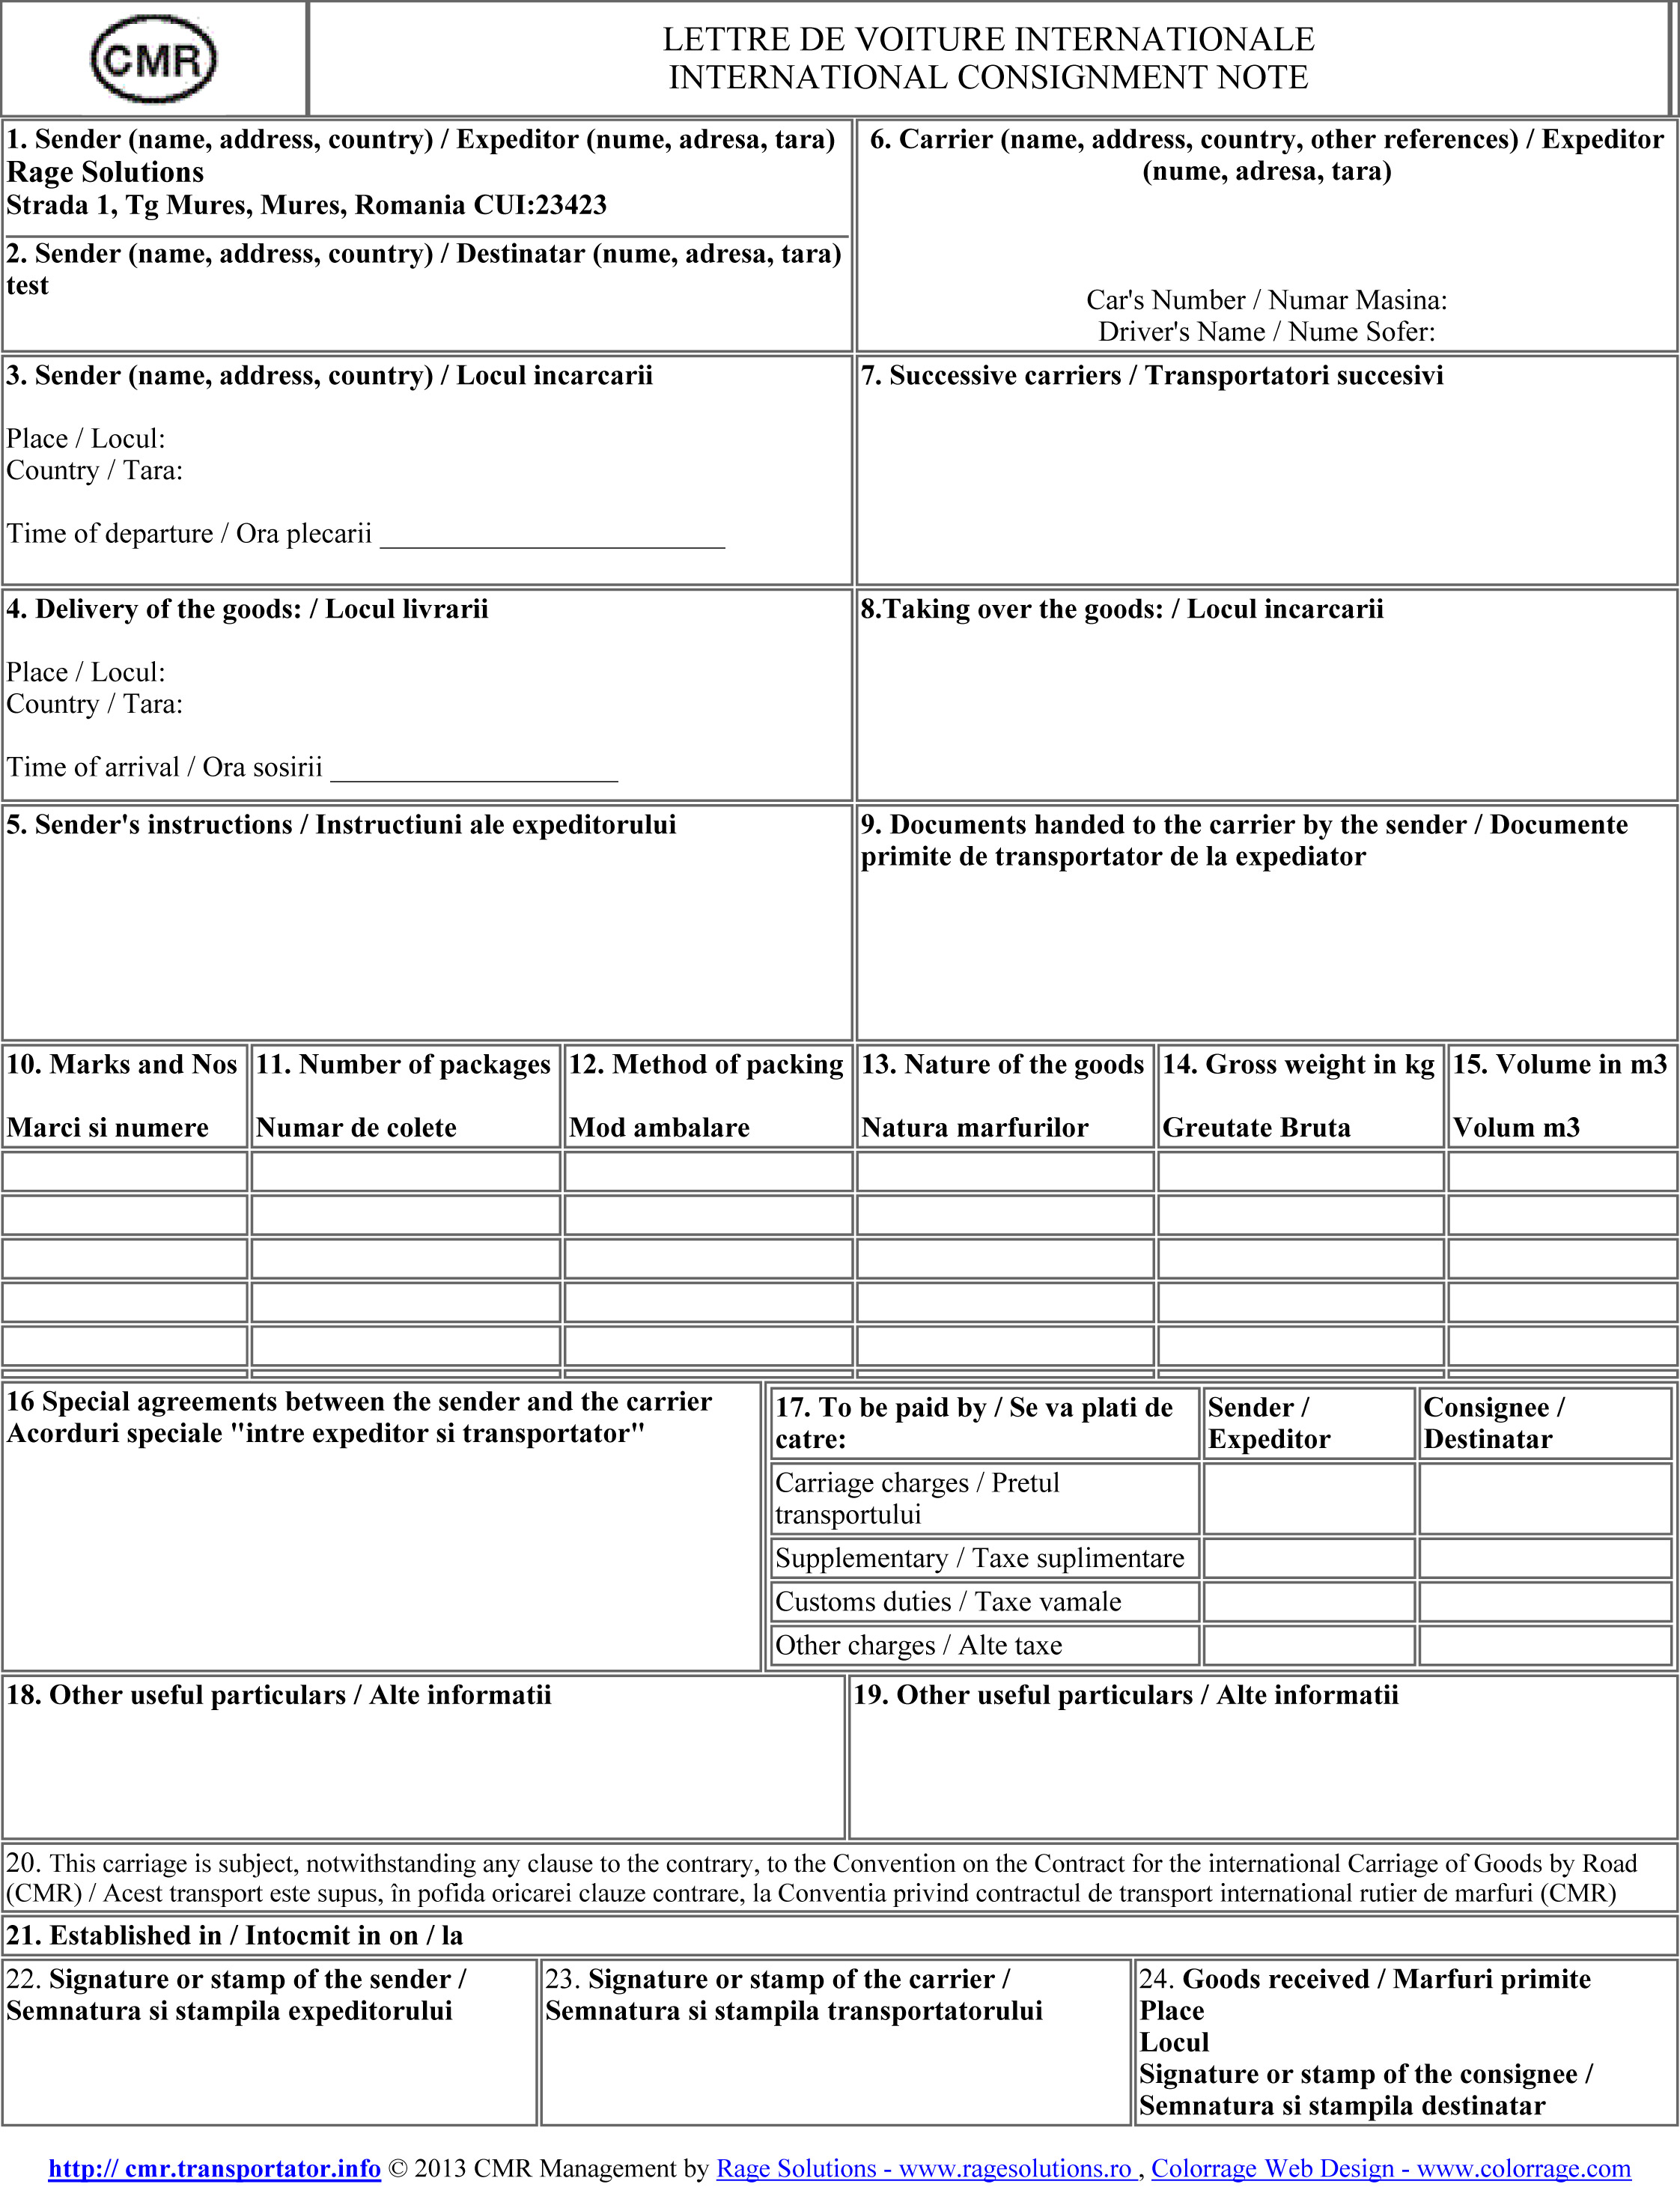 CMR
LETTRE DE VOITURE INTERNATIONALE
INTERNATIONAL CONSIGNMENT NOTE
1. Sender (name, address, country) / Expeditor (nume, adresa, tara)
Rage Solutions
Strada 1, Tg Mures, Mures, Romania CUI:23423
2. Sender (name, address, country) / Destinatar (nume, adresa, tara)
test
6. Carrier (name, address, country, other references) / Expeditor
(nume, adresa, tara)
Car's Number / Numar Masina:
Driver's Name / Nume Sofer:
3. Sender (name, address, country) / Locul incarcarii
Place / Locul:
Country / Tara:
Time of departure / Ora plecarii ________________________
7. Successive carriers / Transportatori succesivi
4. Delivery of the goods: / Locul livrarii
Place / Locul:
Country / Tara:
Time of arrival / Ora sosirii ____________________
8.Taking over the goods: / Locul incarcarii
5. Sender's instructions / Instructiuni ale expeditorului
9. Documents handed to the carrier by the sender / Documente
primite de transportator de la expediator
10. Marks and Nos
Marci si numere
11. Number of packages
Numar de colete
12. Method of packing
Mod ambalare
13. Nature of the goods
Natura marfurilor
14. Gross weight in kg
Greutate Bruta
15. Volume in m3
Volum m3
16 Special agreements between the sender and the carrier
Acorduri speciale "intre expeditor si transportator"
17. To be paid by / Se va plati de
catre:
Sender /
Expeditor
Consignee /
Destinatar
Carriage charges / Pretul
transportului
Supplementary / Taxe suplimentare
Customs duties / Taxe vamale
Other charges / Alte taxe
18. Other useful particulars / Alte informatii
19. Other useful particulars / Alte informatii
20. This carriage is subject, notwithstanding any clause to the contrary, to the Convention on the Contract for the international Carriage of Goods by Road
(CMR) / Acest transport este supus, în pofida oricarei clauze contrare, la Conventia privind contractul de transport international rutier de marfuri (CMR)
21. Established in / Intocmit in on / la
22. Signature or stamp of the sender /
Semnatura si stampila expeditorului
23. Signature or stamp of the carrier /
Semnatura si stampila transportatorului
24. Goods received / Marfuri primite
Place
Locul
Signature or stamp of the consignee /
Semnatura si stampila destinatar
http:// cmr.transportator.info © 2013 CMR Management by Rage Solutions - www.ragesolutions.ro , Colorrage Web Design - www.colorrage.com